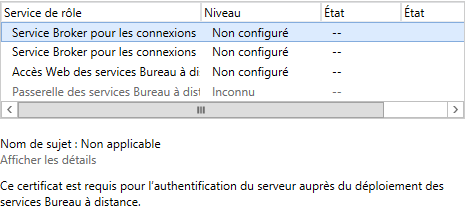 Service de rôle Niveau État État
Service Broker pour les connexions Non configuré --
Service Broker pour les connexions Non configuré --
Accès Web des services Bureau à di Non configuré --
Passerelle des services Bureau à dist Inconnu --
Nom de sujet : Non applicable
Afficher les détails
Ce certificat est requis pour l'authentification du serveur auprès du déploiement des
services Bureau à distance.